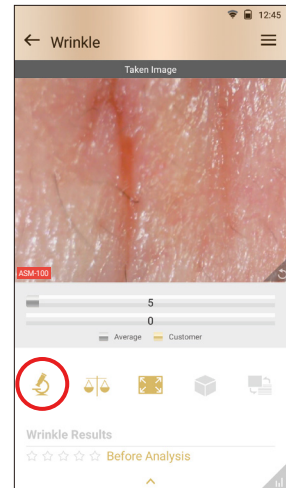 12:45
Wrinkle
Taken Image
ASM-100
5
0
Average Customer
Wrinkle Results
Before Analysis